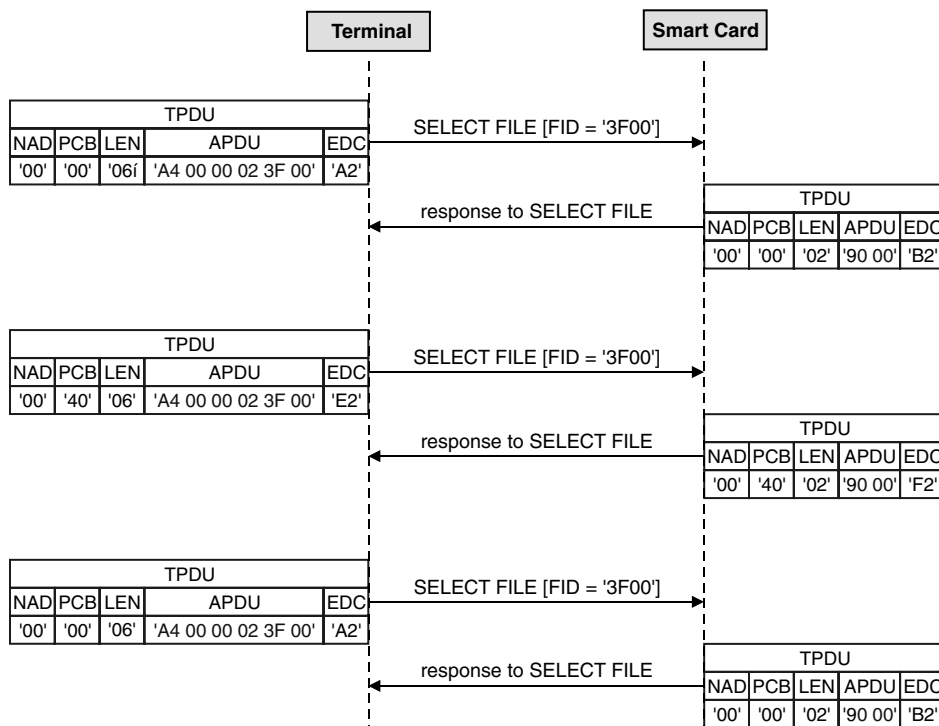 Terminal
Smart Card
TPDU
NAD PCB LEN APDU EDC
'00' '00' '06í 'A4 00 00 02 3F 00' 'A2'
SELECT FILE [FID = '3F00']
response to SELECT FILE
TPDU
NAD PCB LEN APDU EDC
'00' '00' '02' '90 00' 'B2'
TPDU
NAD PCB LEN APDU EDC
'00' '40' '06' 'A4 00 00 02 3F 00' 'E2'
SELECT FILE [FID = '3F00']
response to SELECT FILE
TPDU
NAD PCB LEN APDU EDC
'00' '40' '02' '90 00' 'F2'
TPDU
NAD PCB LEN APDU EDC
'00' '00' '06' 'A4 00 00 02 3F 00' 'A2'
SELECT FILE [FID = '3F00']
response to SELECT FILE
TPDU
NAD PCB LEN APDU EDC
'00' '00' '02' '90 00' 'B2'